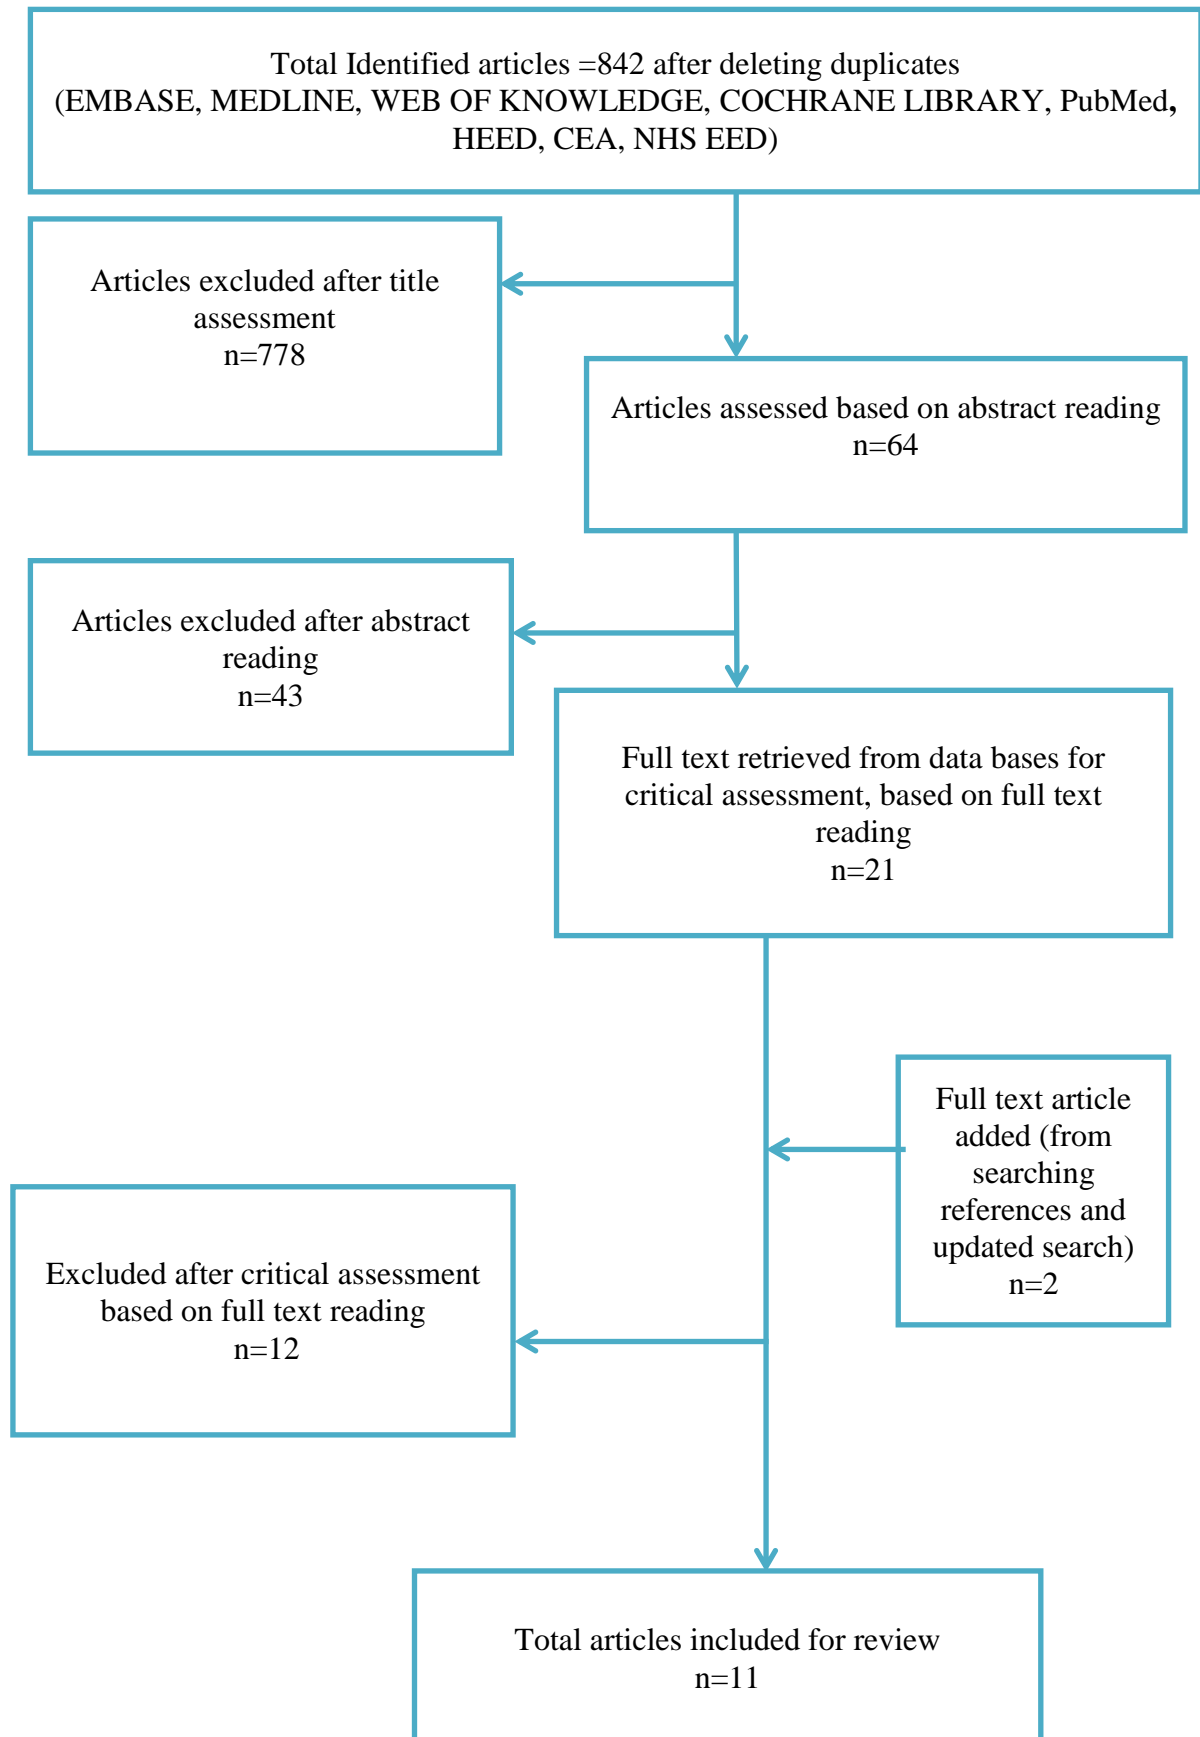 Total Identified articles =842 after deleting duplicates
(EMBASE, MEDLINE, WEB OF KNOWLEDGE, COCHRANE LIBRARY, PubMed,
HEED, CEA, NHS EED)
Articles excluded after title
assessment
n=778
Articles assessed based on abstract reading
n=64
Articles excluded after abstract
reading
n=43
Full text retrieved from data bases for
critical assessment, based on full text
reading
n=21
Full text article
added (from
searching
references and
updated search)
n=2
Excluded after critical assessment
based on full text reading
n=12
Total articles included for review
n=11